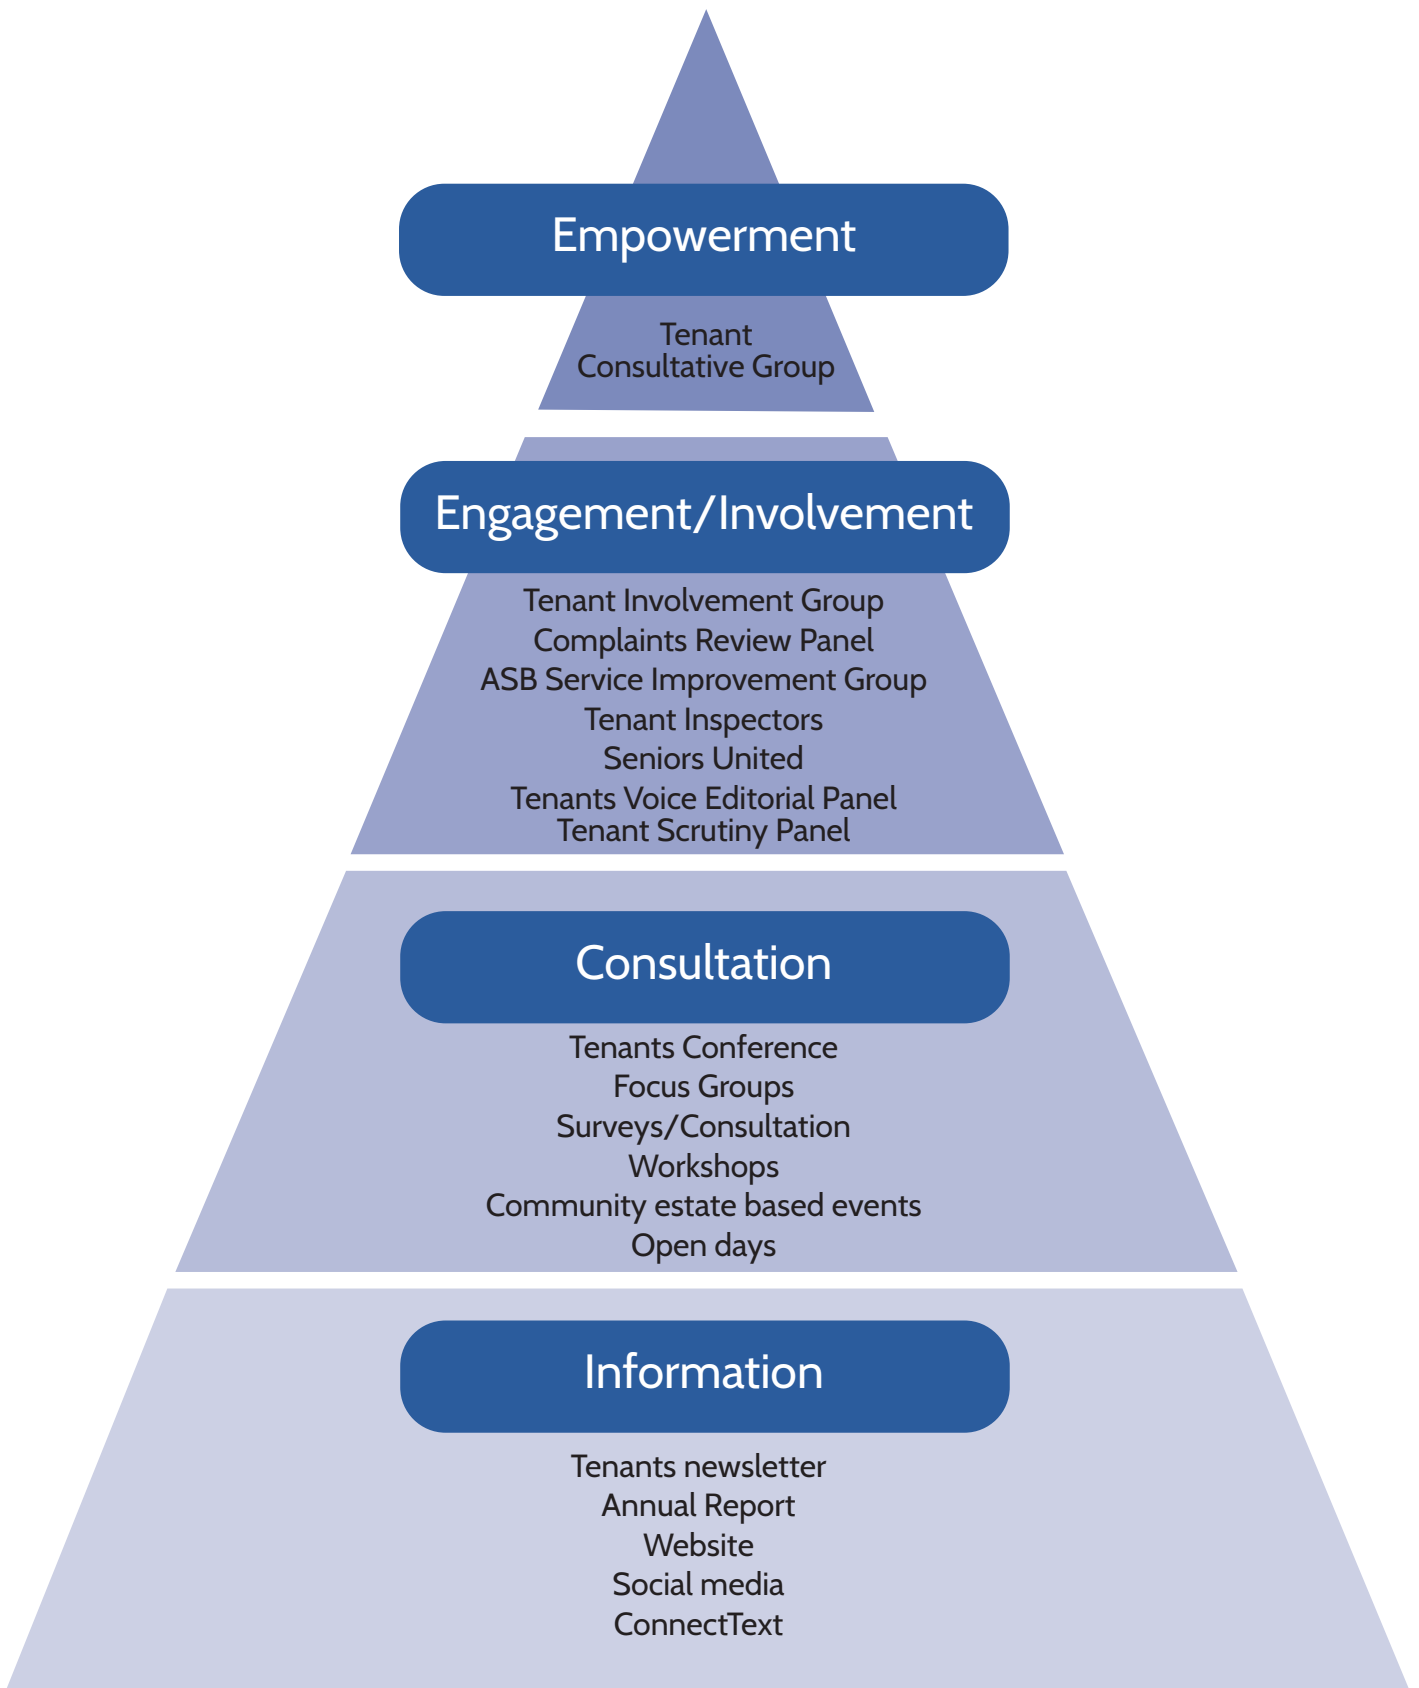 Empowerment
Tenant
Consultative Group
Engagement/Involvement
Tenant Involvement Group
Complaints Review Panel
ASB Service Improvement Group
Tenant Inspectors
Seniors United
Tenants Voice Editorial Panel
Tenant Scrutiny Panel
Consultation
Tenants Conference
Focus Groups
Surveys/Consultation
Workshops
Community estate based events
Open days
Information
Tenants newsletter
Annual Report
Website
Social media
ConnectText